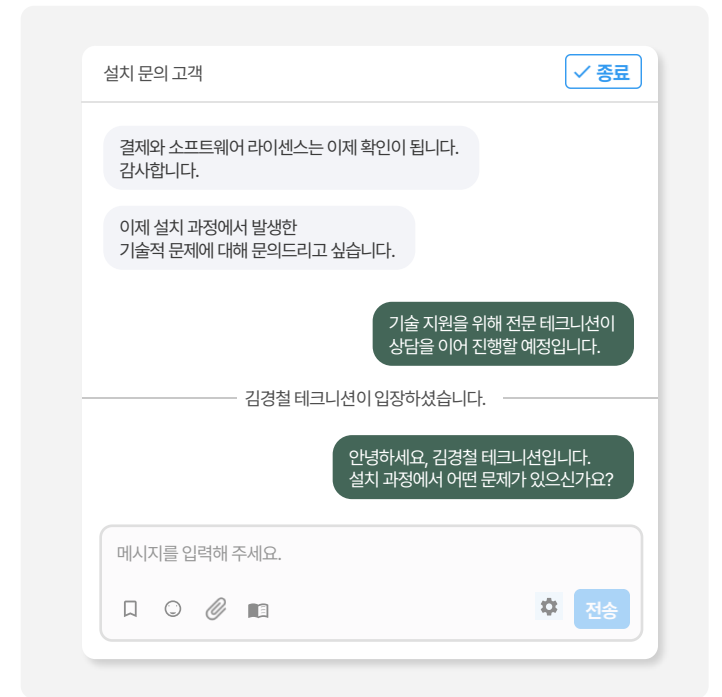 설치 문의 고객
종료
결제와 소프트웨어 라이센스는 이제 확인이 됩니다.
감사합니다.
이제 설치 과정에서 발생한
기술적 문제에 대해 문의드리고 싶습니다.
기술 지원을 위해 전문 테크니션이
상담을 이어 진행할 예정입니다.
김경철 테크니션이 입장하셨습니다.
안녕하세요, 김경철 테크니션입니다.
설치 과정에서 어떤 문제가 있으신가요?
메시지를 입력해 주세요.
전송